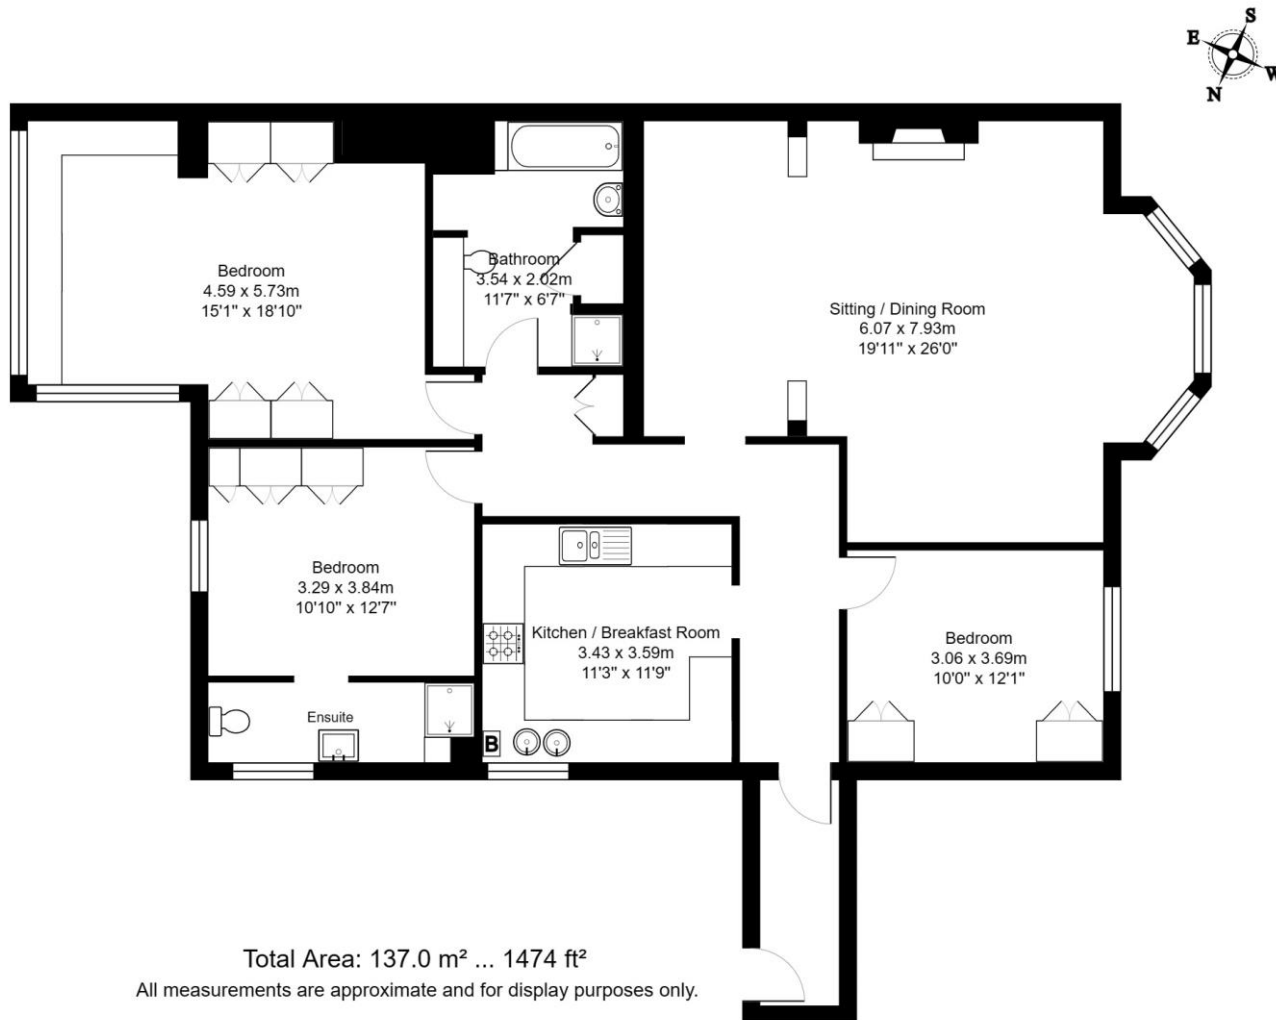 S
E
W
N
Bedroom
4.59 x 5.73m
15'1" x 18'10"
Bathroom
3.54 x 2.02m
11'7" x 6'7"
Sitting / Dining Room
6.07 x 7.93m
19'11" x 26'0"
Bedroom
3.29 x 3.84m
10'10" x 12'7"
Kitchen / Breakfast Room
3.43 x 3.59m
11'3" x 11'9"
Bedroom
3.06 x 3.69m
10'0" x 12'1"
Ensuite
B
Total Area: 137.0 m² ... 1474 ft²
All measurements are approximate and for display purposes only.